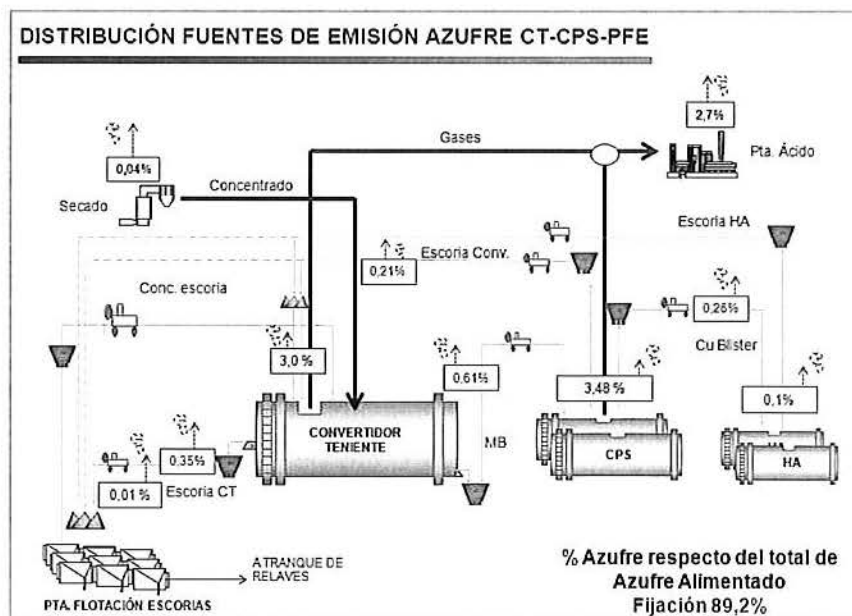 DISTRIBUCIÓN FUENTES DE EMISIÓN AZUFRE CT-CPS-PFE
2,7%
Gases
Pta. Ácido
0,04%
Concentrado
Secado
Escoria HA
Escoria Conv.
0,21%
Conc. escoria
0,26%
Cu Blister
3,0 %
0,61%
3,48 %
0,1%
CONVERTIDOR
TENIENTE
MB
CPS
HA
0,35%
0,01 %
Escoria CT
A TRANQUE DE
RELAVES
PTA. FLOTACIÓN ESCORIAS
% Azufre respecto del total de
Azufre Alimentado
Fijación 89,2%